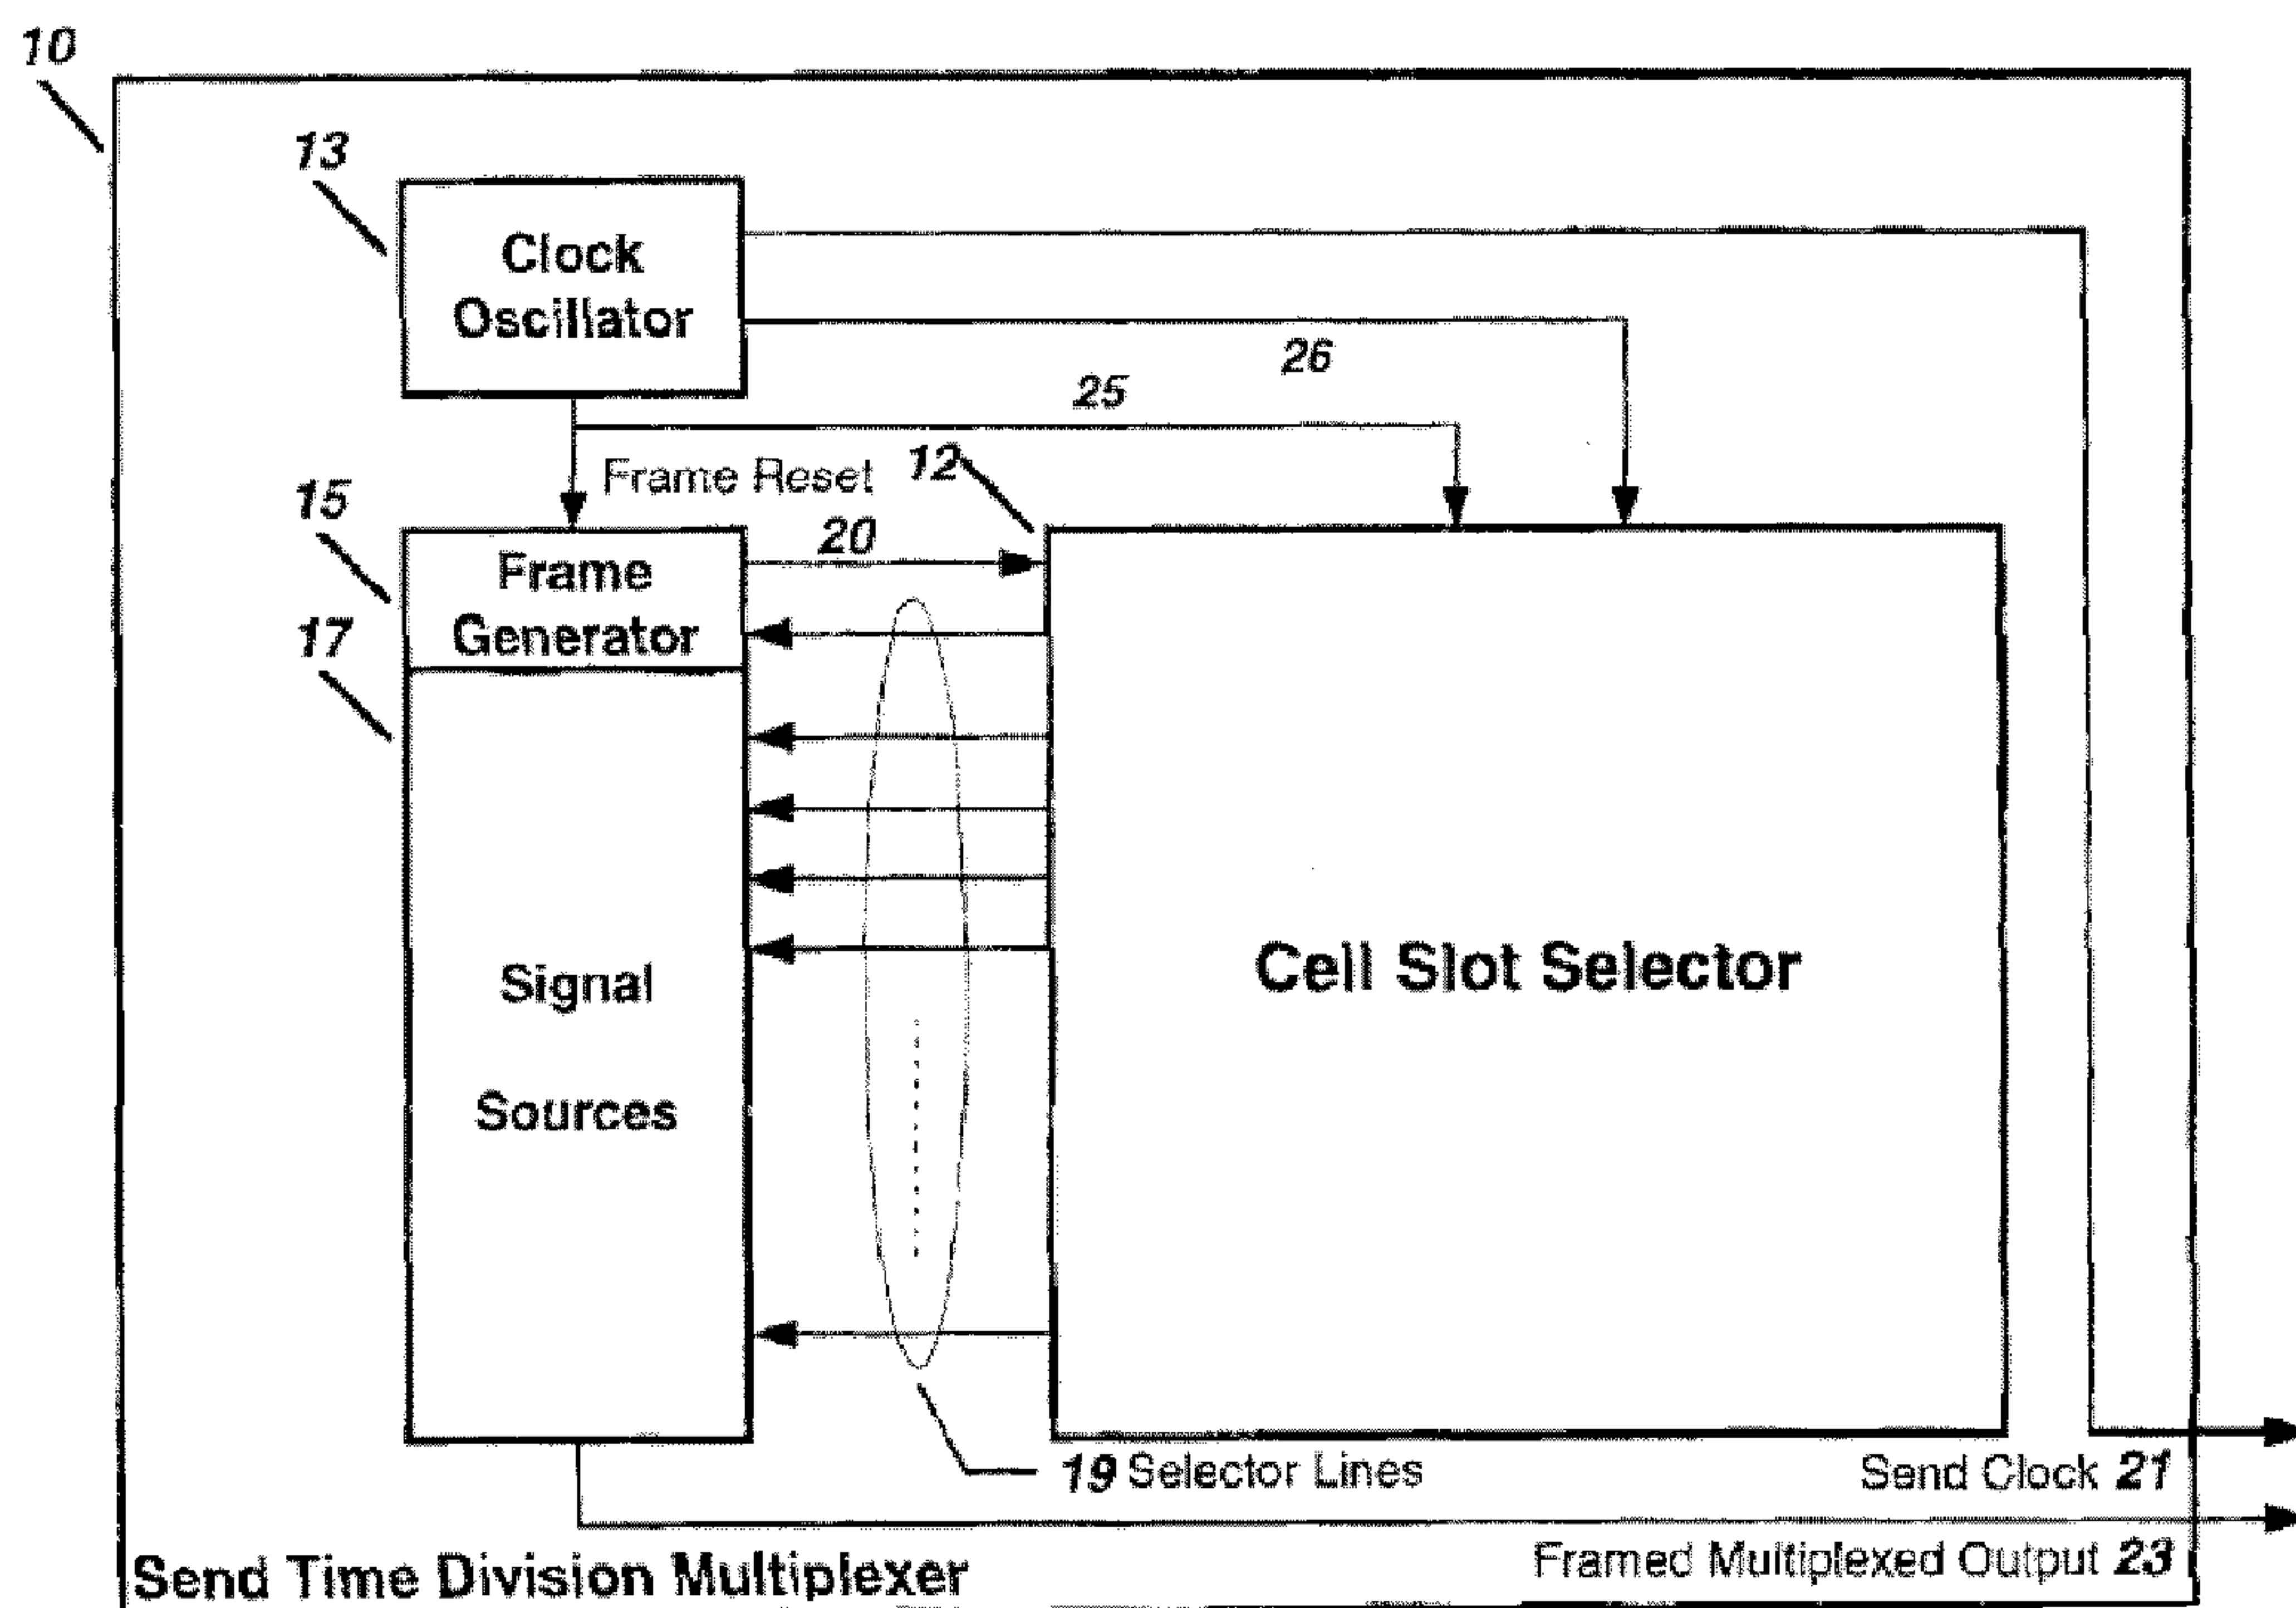 10
13
Clock
Oscillator
26
25
Frame Reset
12
15
20
Frame
Generator
17
Signal
Sources
Cell Slot Selector
19 Selector Lines
Send Clock 21
Framed Multiplexed Output 23
Send Time Division Multiplexer